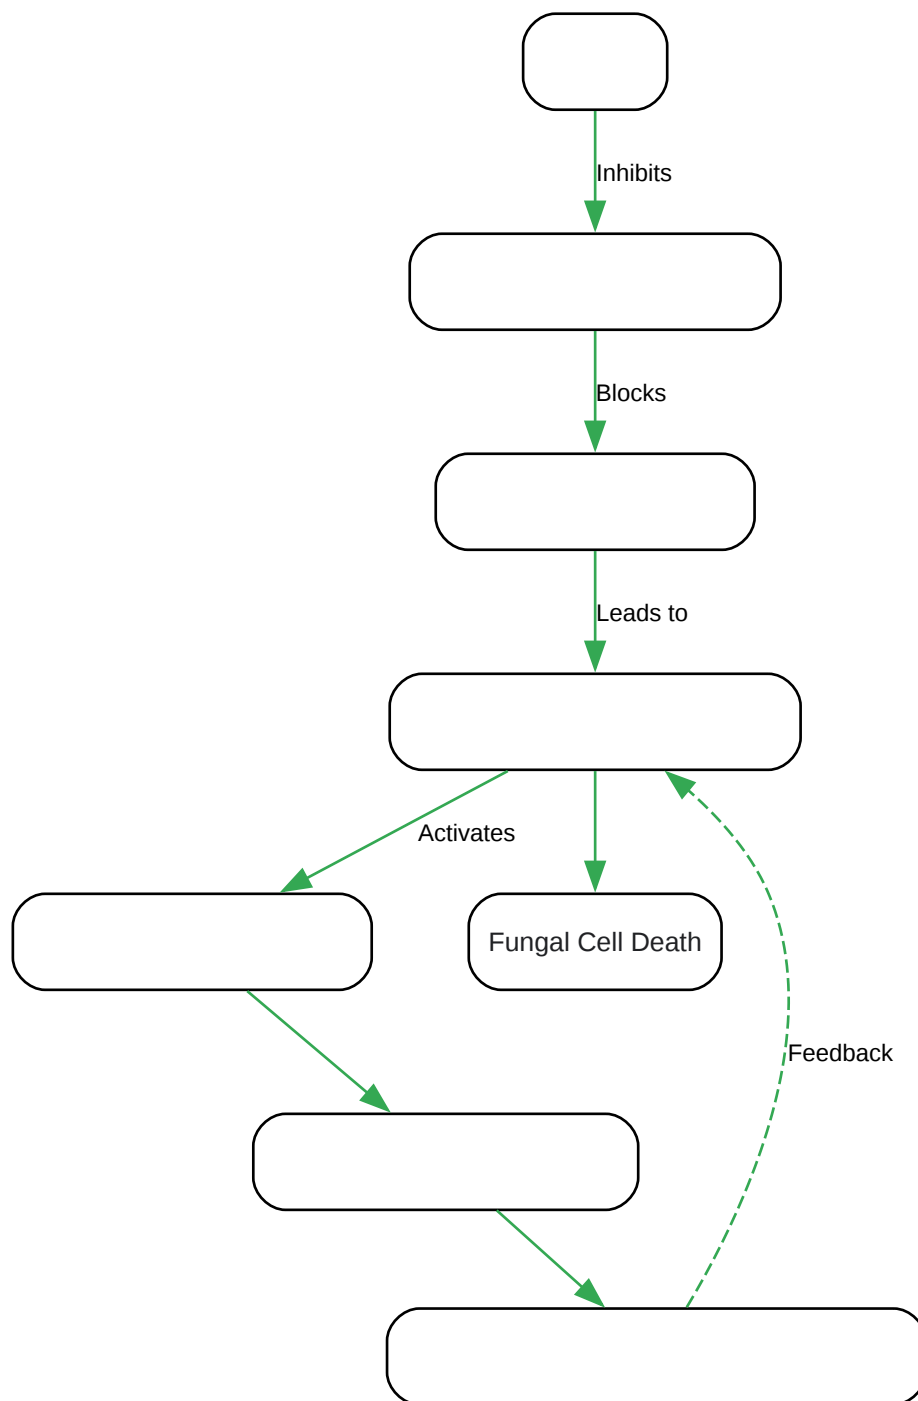 Inhibits
Blocks
Leads to
Activates
Fungal Cell Death
Feedback